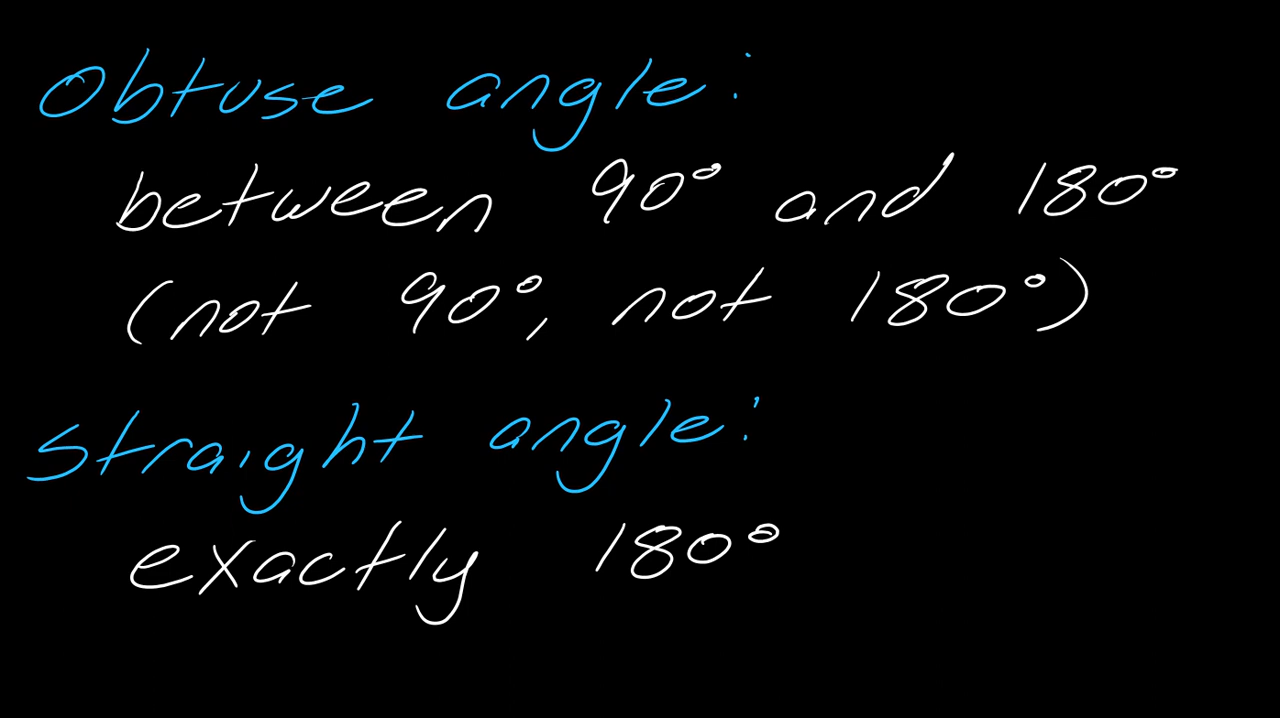 Obtuse angle:
between 90° and 180°
(not 90°, not 180°)
Straight angle:
exactly 180°